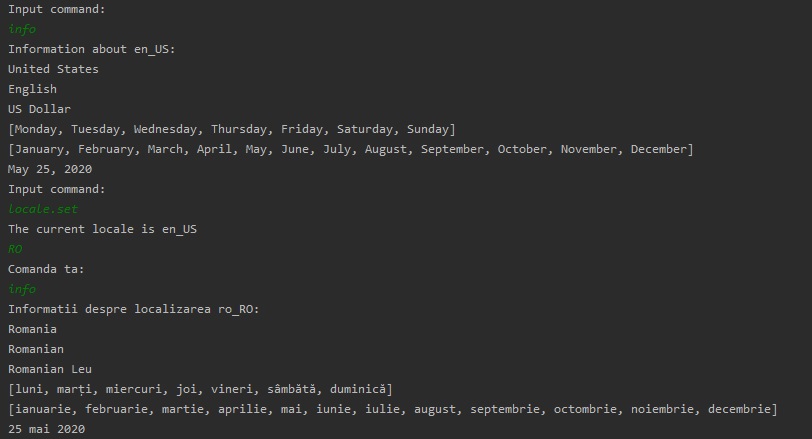 Input command:
info
Information about en_US:
United States
English
US Dollar
[Monday, Tuesday, Wednesday, Thursday, Friday, Saturday, Sunday]
[January, February, March, April, May, June, July, August, September, October, November, December]
May 25, 2020
Input command:
locale.set
The current locale is en_US
RO
Comanda ta:
info
Informatii despre localizarea ro_RO:
Romania
Romanian
Romanian Leu
[luni, marți, miercuri, joi, vineri, sâmbătă, duminică]
[ianuarie, februarie, martie, aprilie, mai, iunie, iulie, august, septembrie, octombrie, noiembrie, decembrie]
25 mai 2020